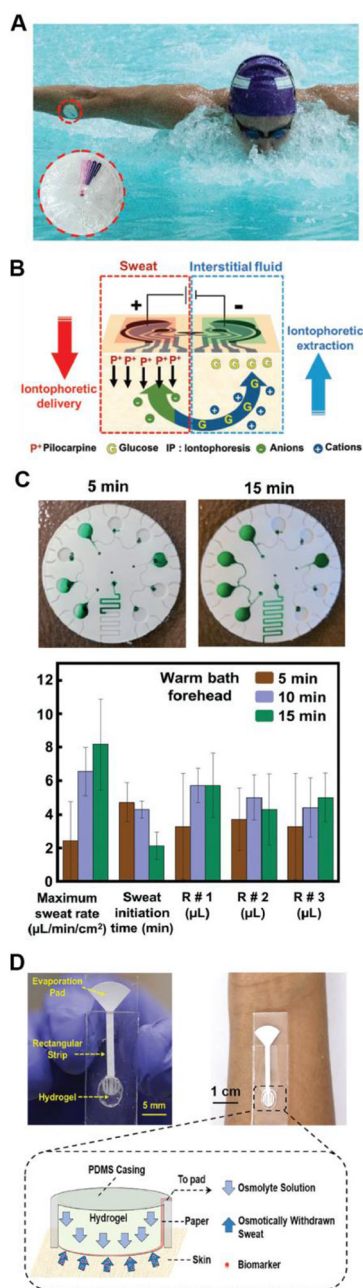 A
B
Sweat Interstitial fluid
+ -
P+ P+ P+ P+ P+
G G G G
G G G G
Iontophoretic
delivery
Iontophoretic
extraction
P+ Pilocarpine G Glucose IP : Iontophoresis - Anions + Cations
C
5 min 15 min
Warm bath
forehead
5 min
10 min
15 min
12
10
8
6
4
2
0
Maximum
sweat rate
(µL/min/cm²)
Sweat
initiation
time (min)
R # 1
(µL)
R # 2
(µL)
R # 3
(µL)
D
Evaporation
Pad
Rectangular
Strip
Hydrogel
5 mm
1 cm
PDMS Casing
Hydrogel
To pad
Paper
Skin
Osmolyte Solution
Osmotically Withdrawn
Sweat
Biomarker